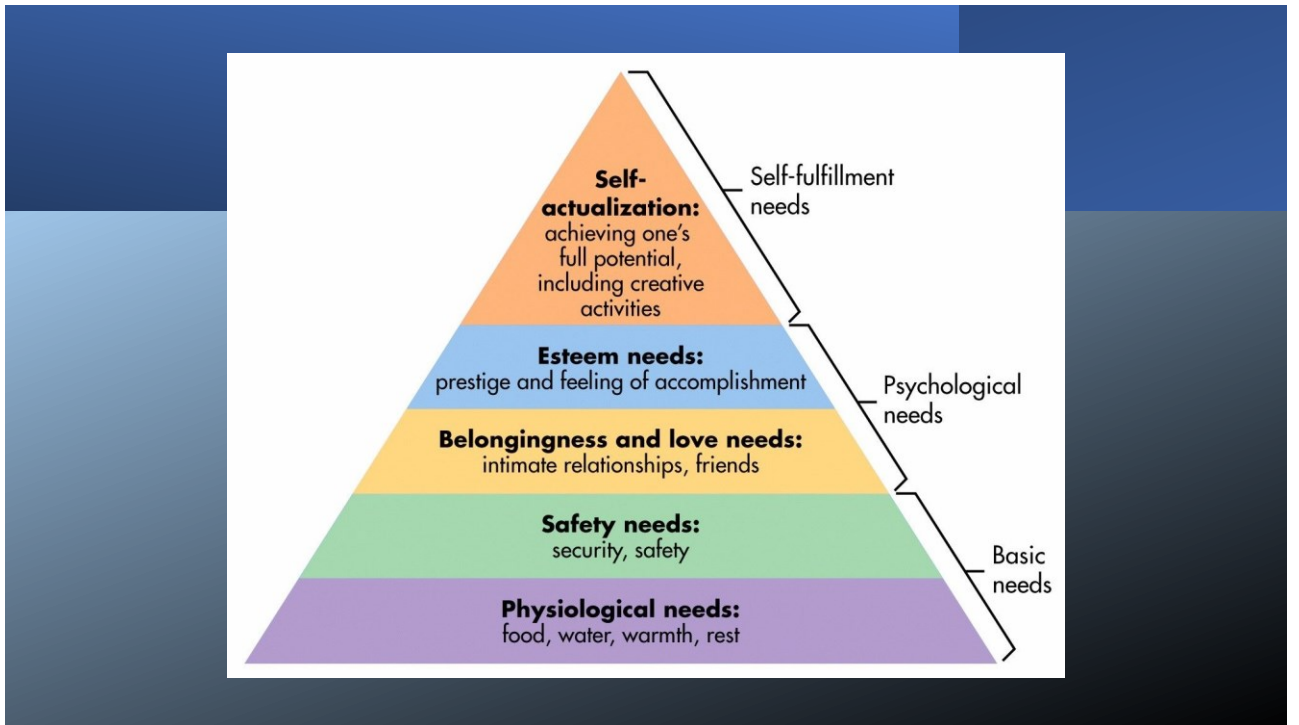 Self-
actualization:
achieving one's
full potential,
including creative
activities
Self-fulfillment
needs
Esteem needs:
prestige and feeling of accomplishment
Psychological
needs
Belongingness and love needs:
intimate relationships, friends
Safety needs:
security, safety
Basic
needs
Physiological needs:
food, water, warmth, rest